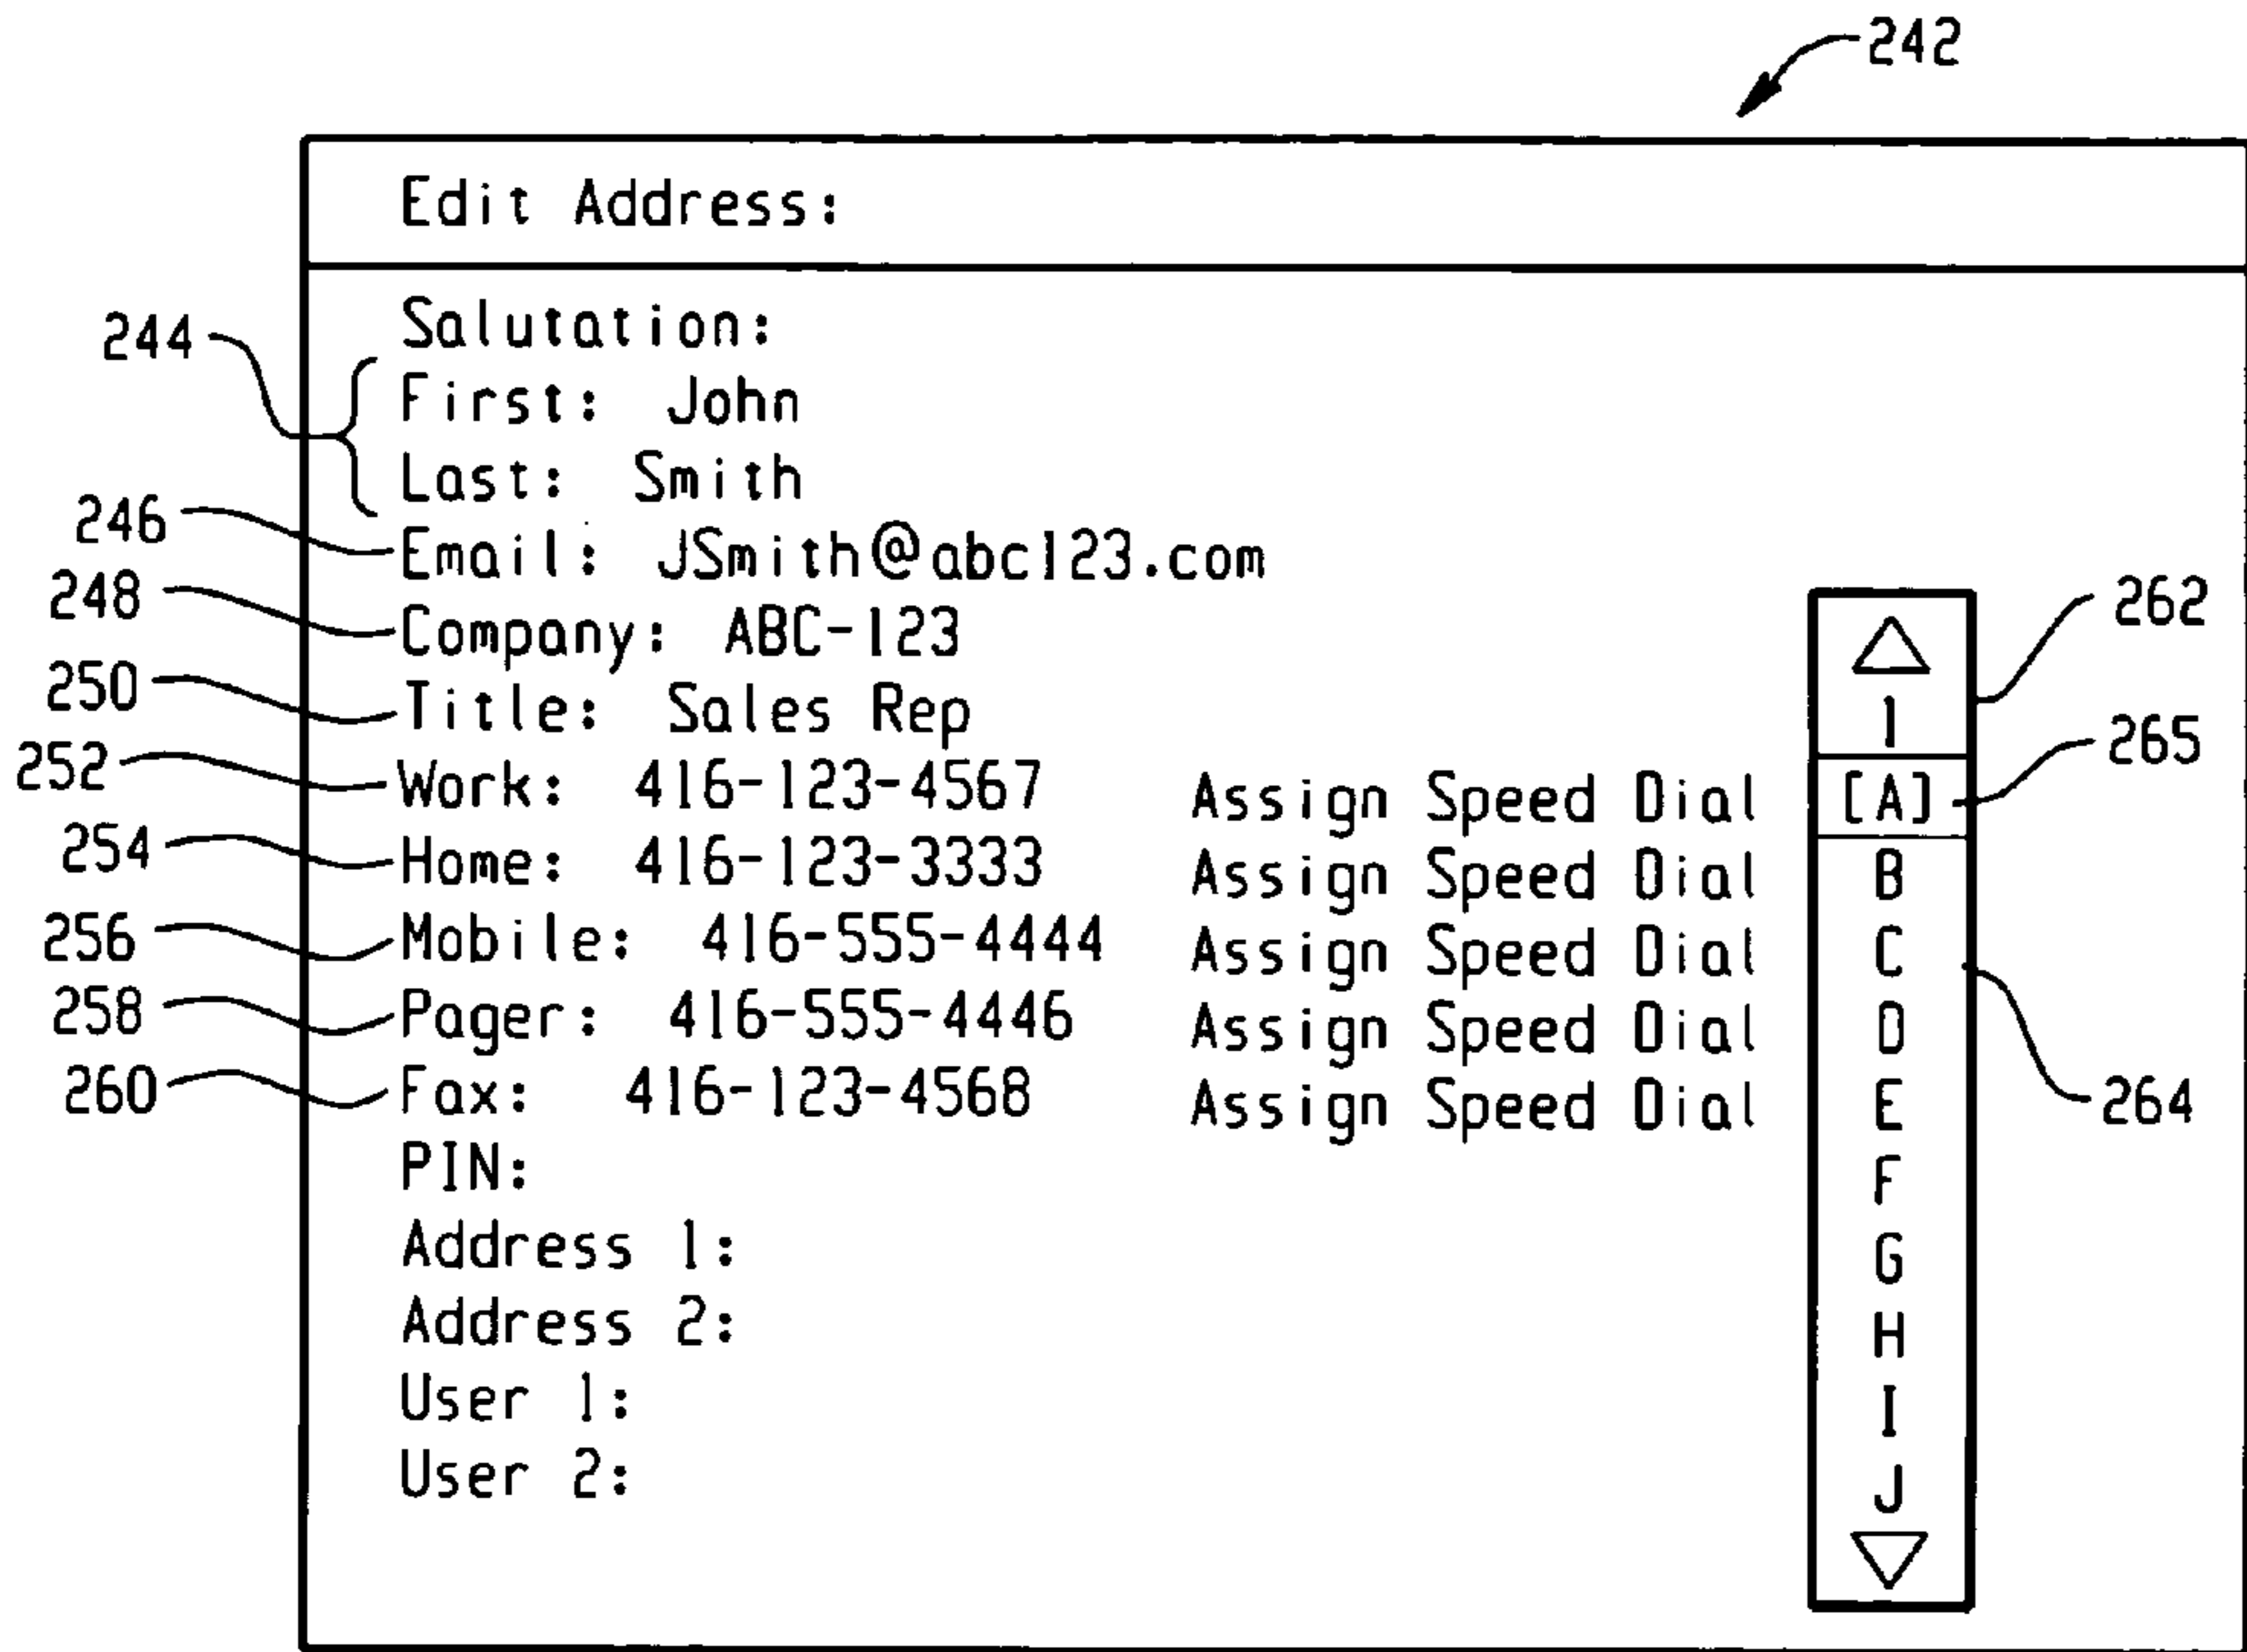 242
Edit Address:
244
Salutation:
First: John
Last: Smith
246
Email: JSmith@abc123.com
248
Company: ABC-123
250
Title: Sales Rep
252
Work: 416-123-4567 Assign Speed Dial [A]
254
Home: 416-123-3333 Assign Speed Dial B
256
Mobile: 416-555-4444 Assign Speed Dial C
258
Pager: 416-555-4446 Assign Speed Dial D
260
Fax: 416-123-4568 Assign Speed Dial E
PIN:
Address 1:
Address 2:
User 1:
User 2:
1
F
G
H
I
J
262
265
264